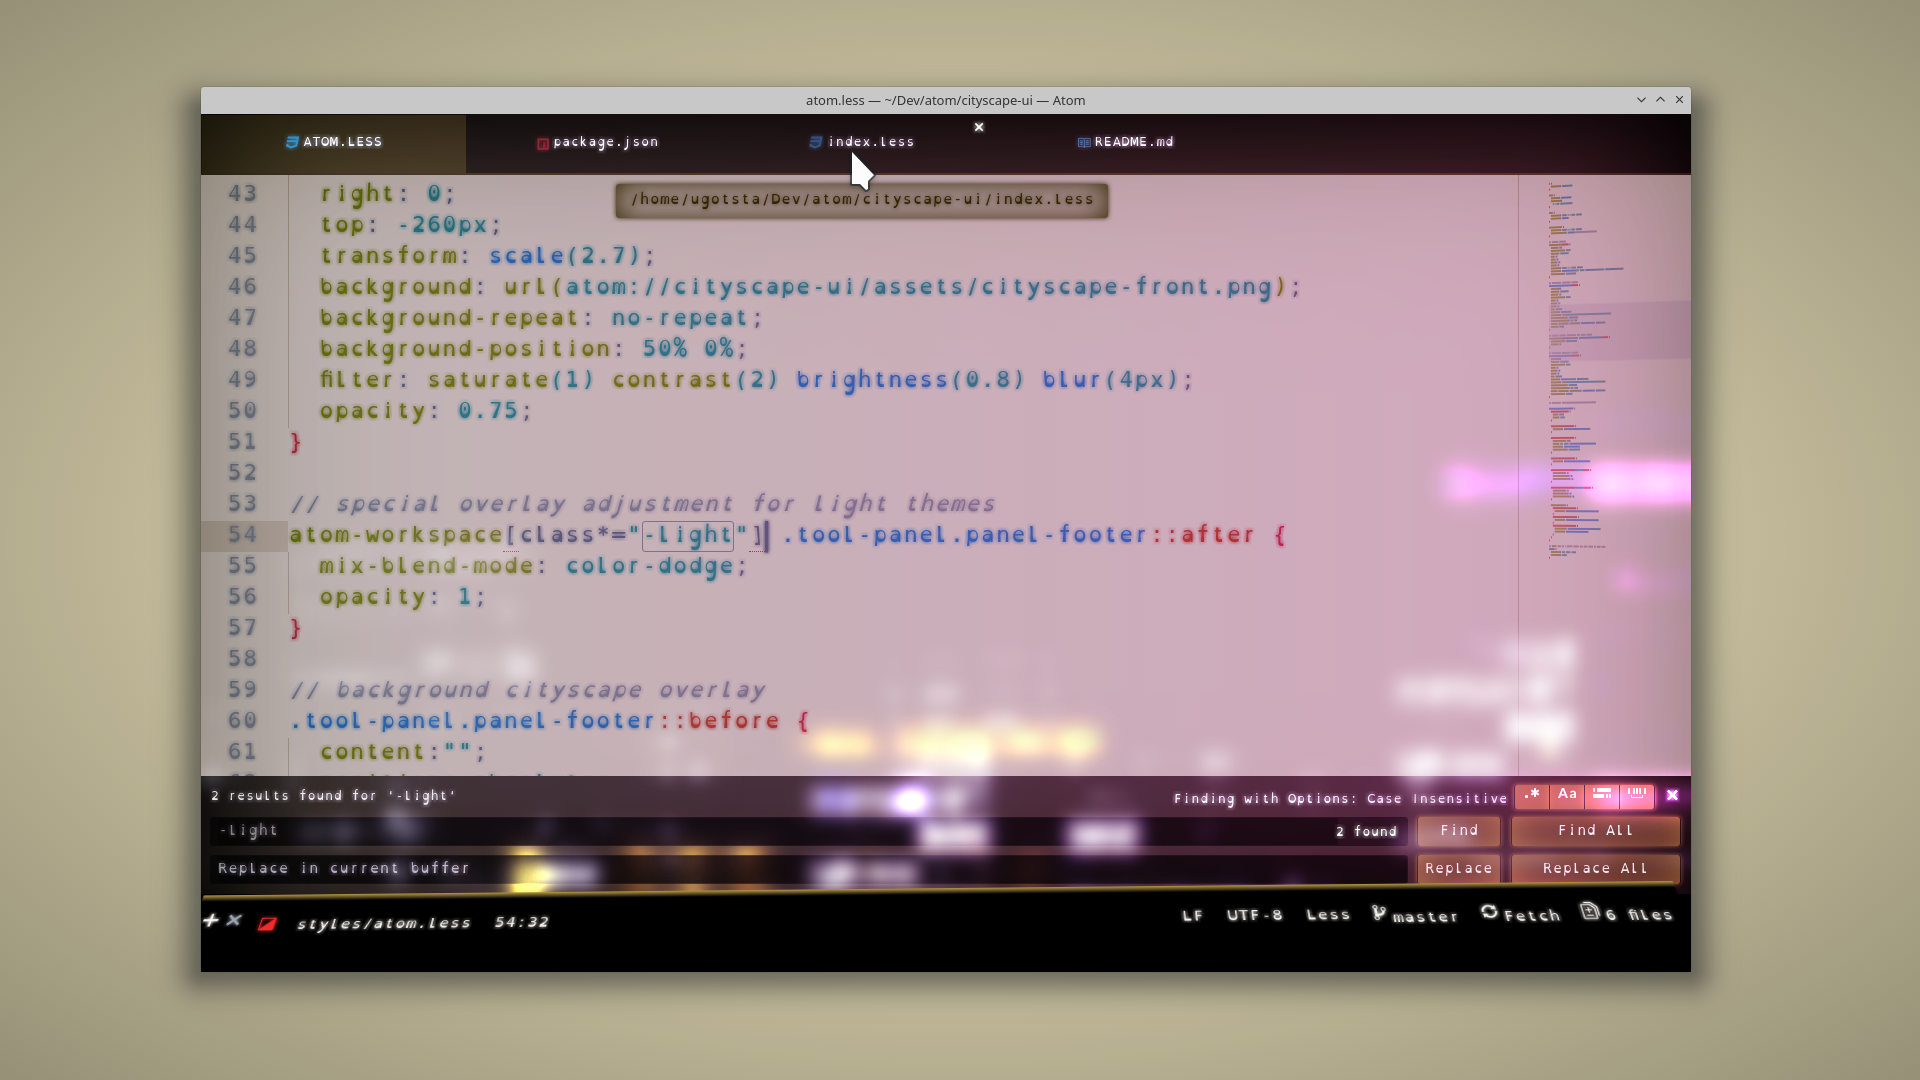 atom.less — ~/Dev/atom/cityscape-ui — Atom
ATOM.LESS package.json index.less README.md
/home/ugotsta/Dev/atom/cityscape-ui/index.less
43 right: 0;
44 top: -260px;
45 transform: scale(2.7);
46 background: url(atom://cityscape-ui/assets/cityscape-front.png);
47 background-repeat: no-repeat;
48 background-position: 50% 0%;
49 filter: saturate(1) contrast(2) brightness(0.8) blur(4px);
50 opacity: 0.75;
51 }
52
53 // special overlay adjustment for light themes
54 atom-workspace[class*="-light"] .tool-panel.panel-footer::after {
55 mix-blend-mode: color-dodge;
56 opacity: 1;
57 }
58
59 // background cityscape overlay
60 .tool-panel.panel-footer::before {
61 content:"";
2 results found for '-light' Finding with Options: Case Insensitive .* Aa
-light 2 found Find Find ALL
Replace in current buffer Replace Replace ALL
styles/atom.less 54:32 LF UTF-8 Less master Fetch 6 files